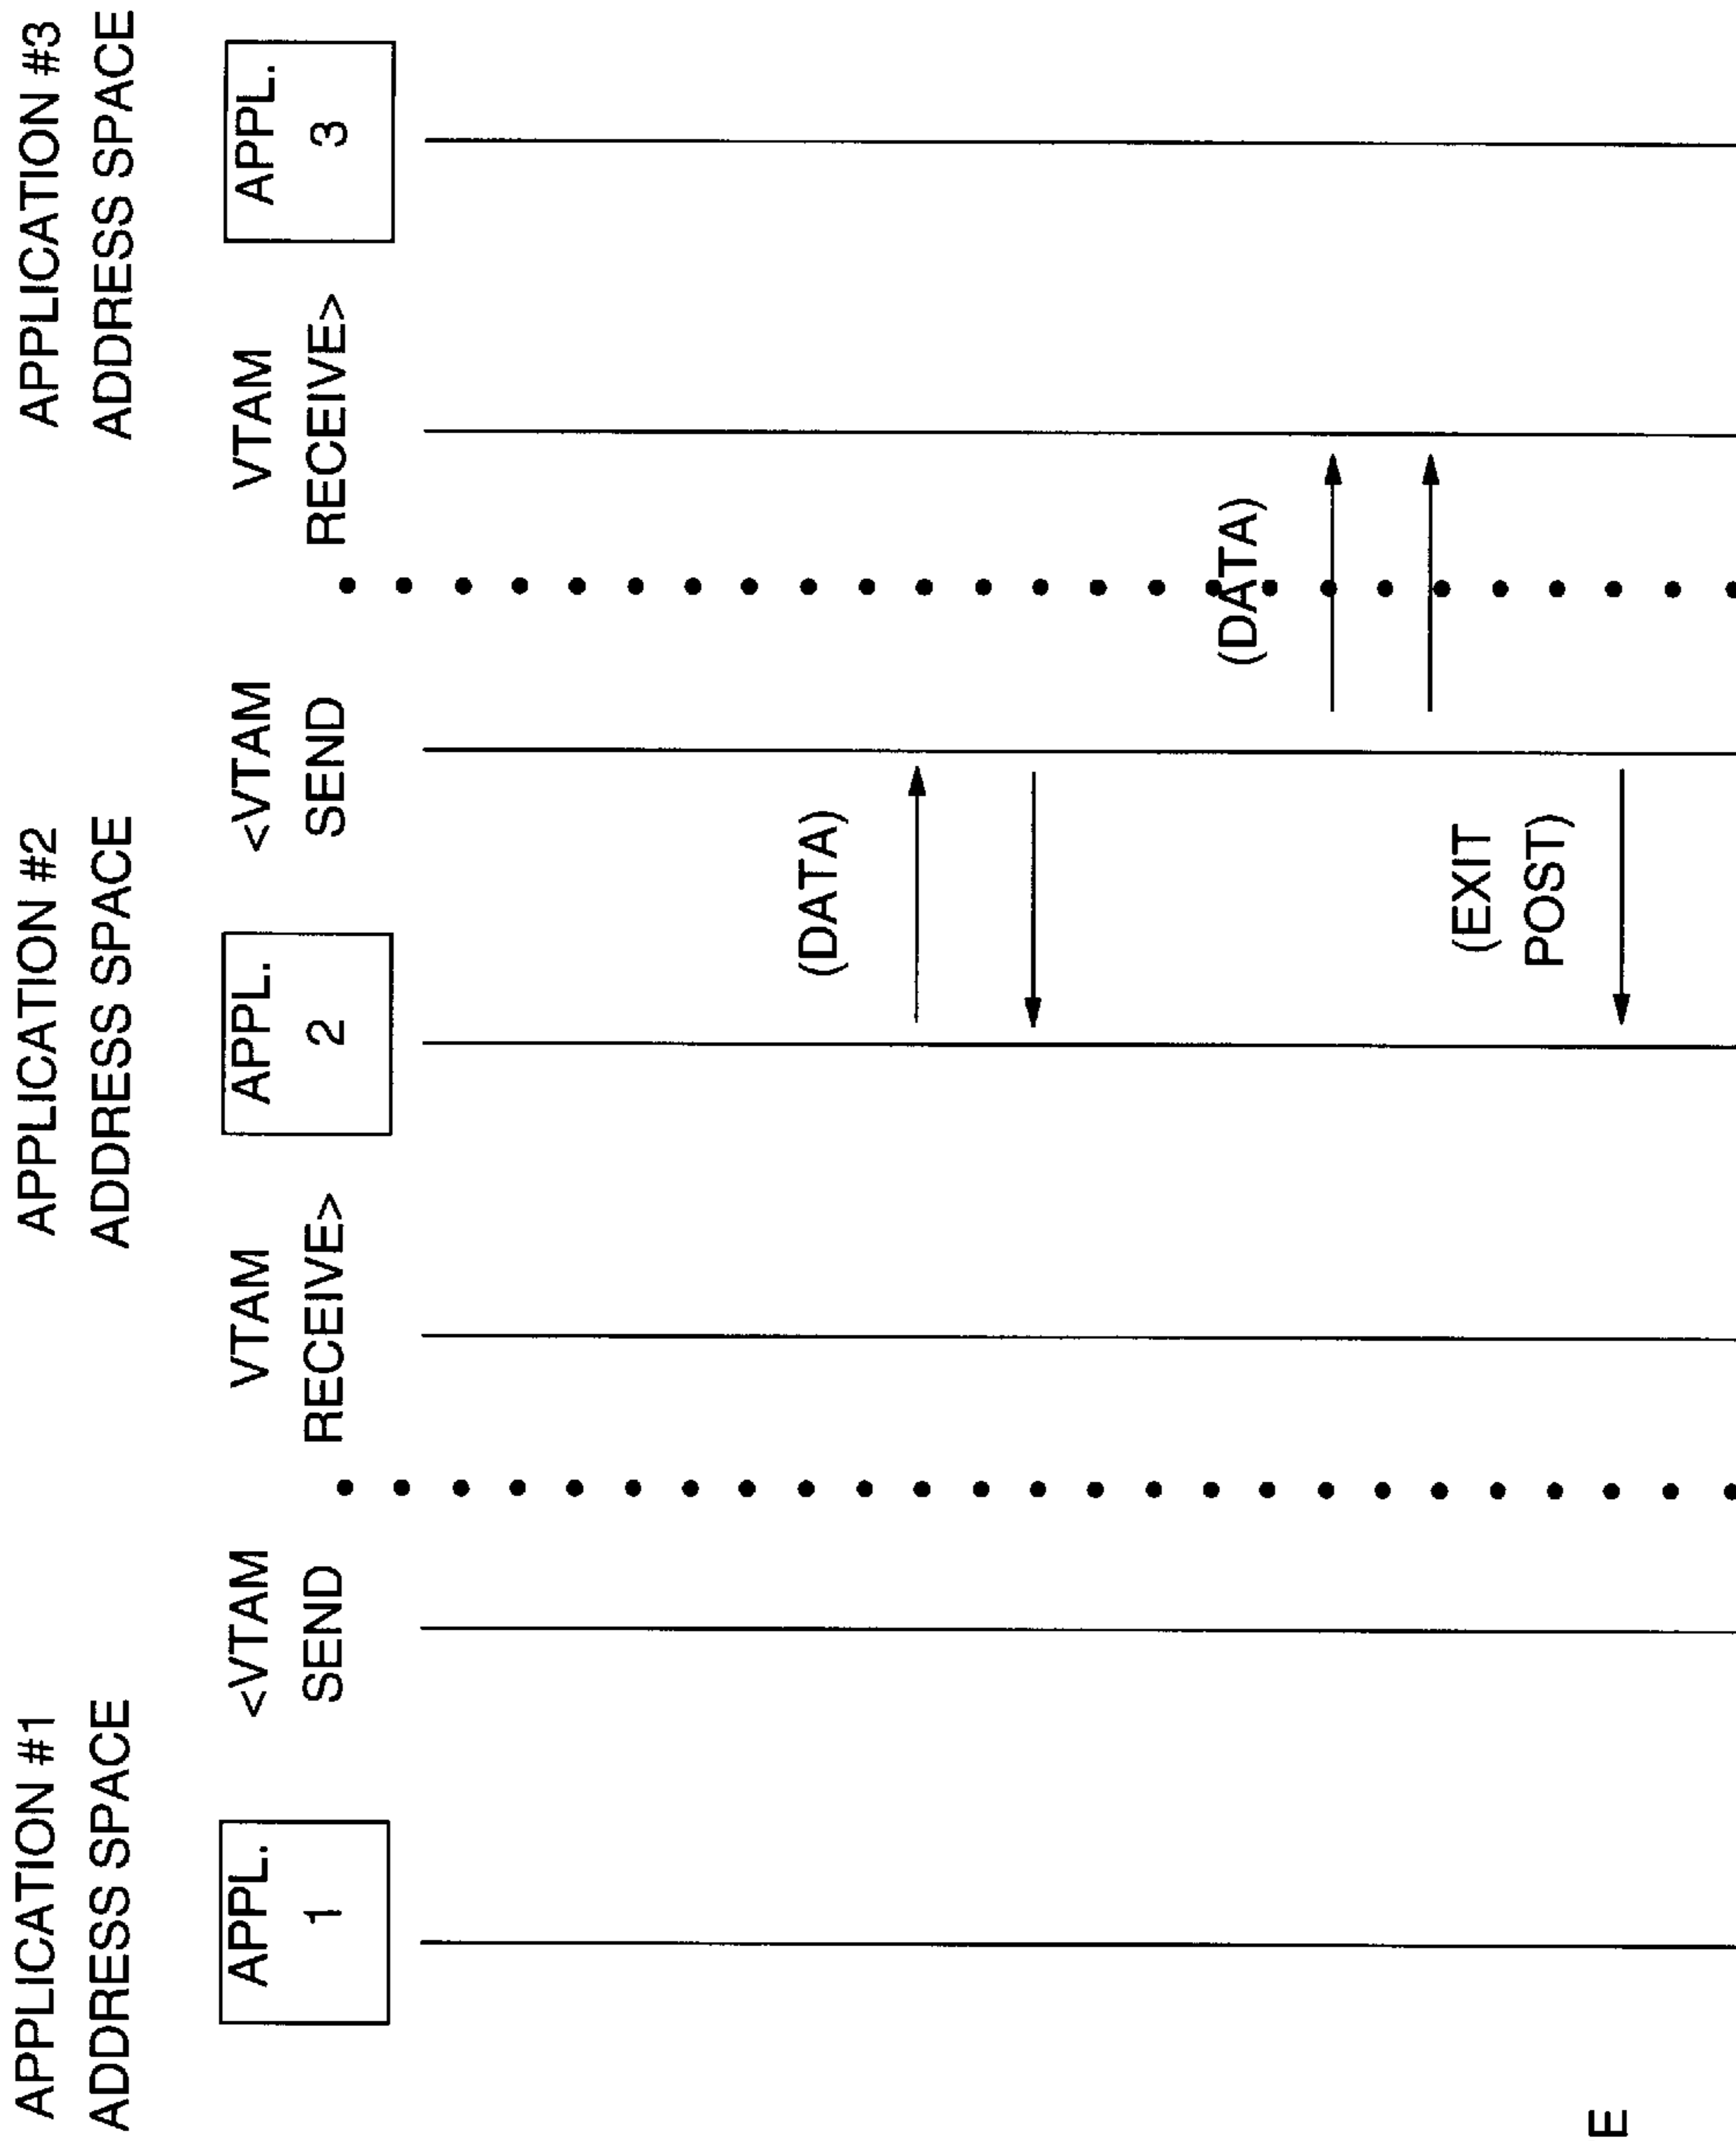 APPLICATION #1
ADDRESS SPACE
APPLICATION #2
ADDRESS SPACE
APPLICATION #3
ADDRESS SPACE
APPL.
1
<VTAM
SEND
VTAM
RECEIVE>
APPL.
2
<VTAM
SEND
VTAM
RECEIVE>
APPL.
3
(DATA)
(DATA)
(EXIT
POST)
E